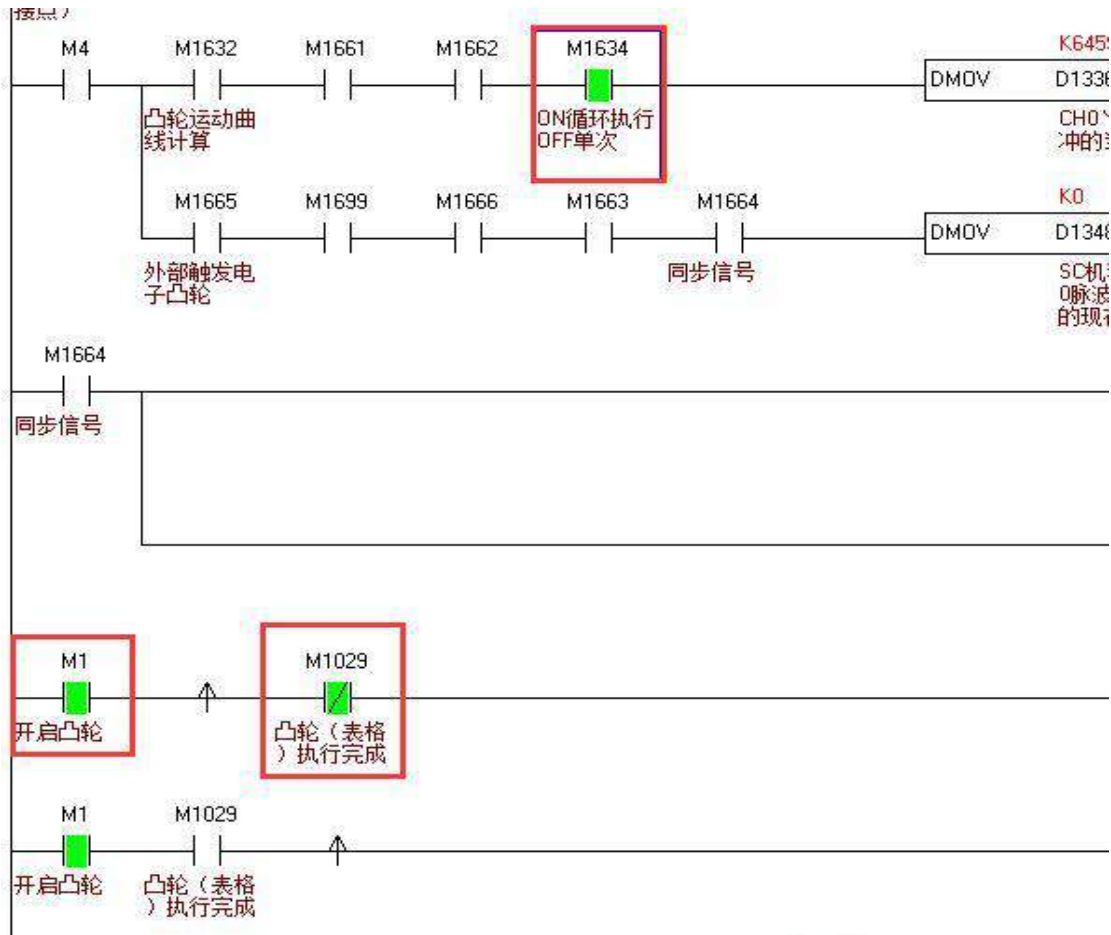 接点）
M4 M1632 M1661 M1662 M1634 K645
DMOV D133
凸轮运动曲
线计算
ON循环执行
OFF单次
CH0
冲的
M1665 M1699 M1666 M1663 M1664 K0
DMOV D134
外部触发电
子凸轮
同步信号
SC机
0脉波
的现
M1664
同步信号
M1 M1029
开启凸轮
凸轮（表格
）执行完成
M1 M1029
开启凸轮
凸轮（表格
）执行完成